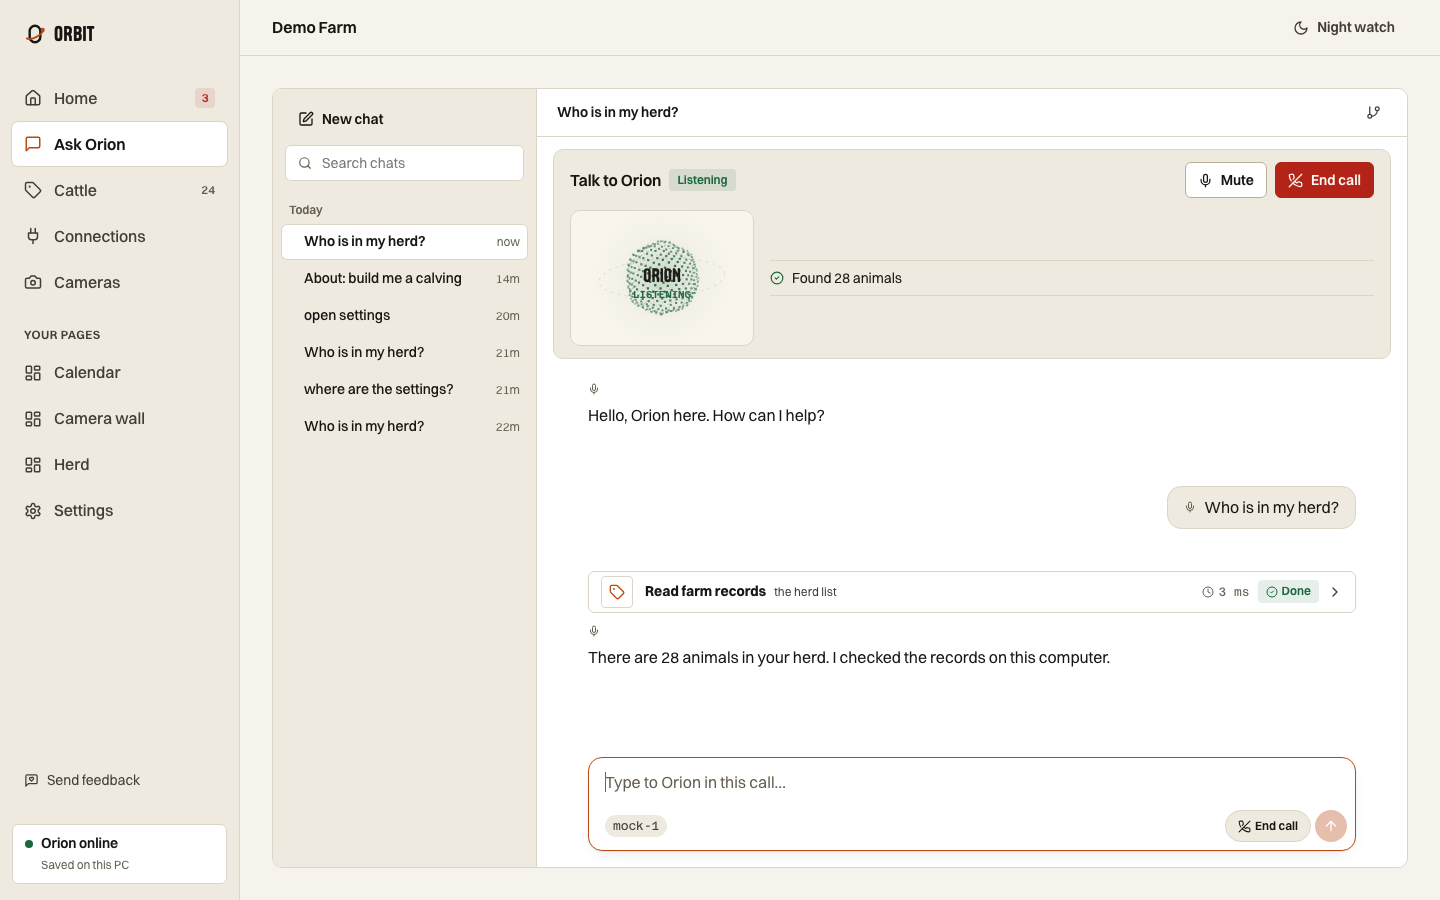 ORBIT
Home 3
Ask Orion
Cattle 24
Connections
Cameras
YOUR PAGES
Calendar
Camera wall
Herd
Settings
Send feedback
Orion online
Saved on this PC
Demo Farm
Night watch
New chat
Search chats
Today
Who is in my herd? now
About: build me a calving 14m
open settings 20m
Who is in my herd? 21m
where are the settings? 21m
Who is in my herd? 22m
Who is in my herd?
Talk to Orion Listening
Mute
End call
ORION
LISTENING
Found 28 animals
Hello, Orion here. How can I help?
Who is in my herd?
Read farm records the herd list 3 ms Done
There are 28 animals in your herd. I checked the records on this computer.
Type to Orion in this call...
mock-1
End call